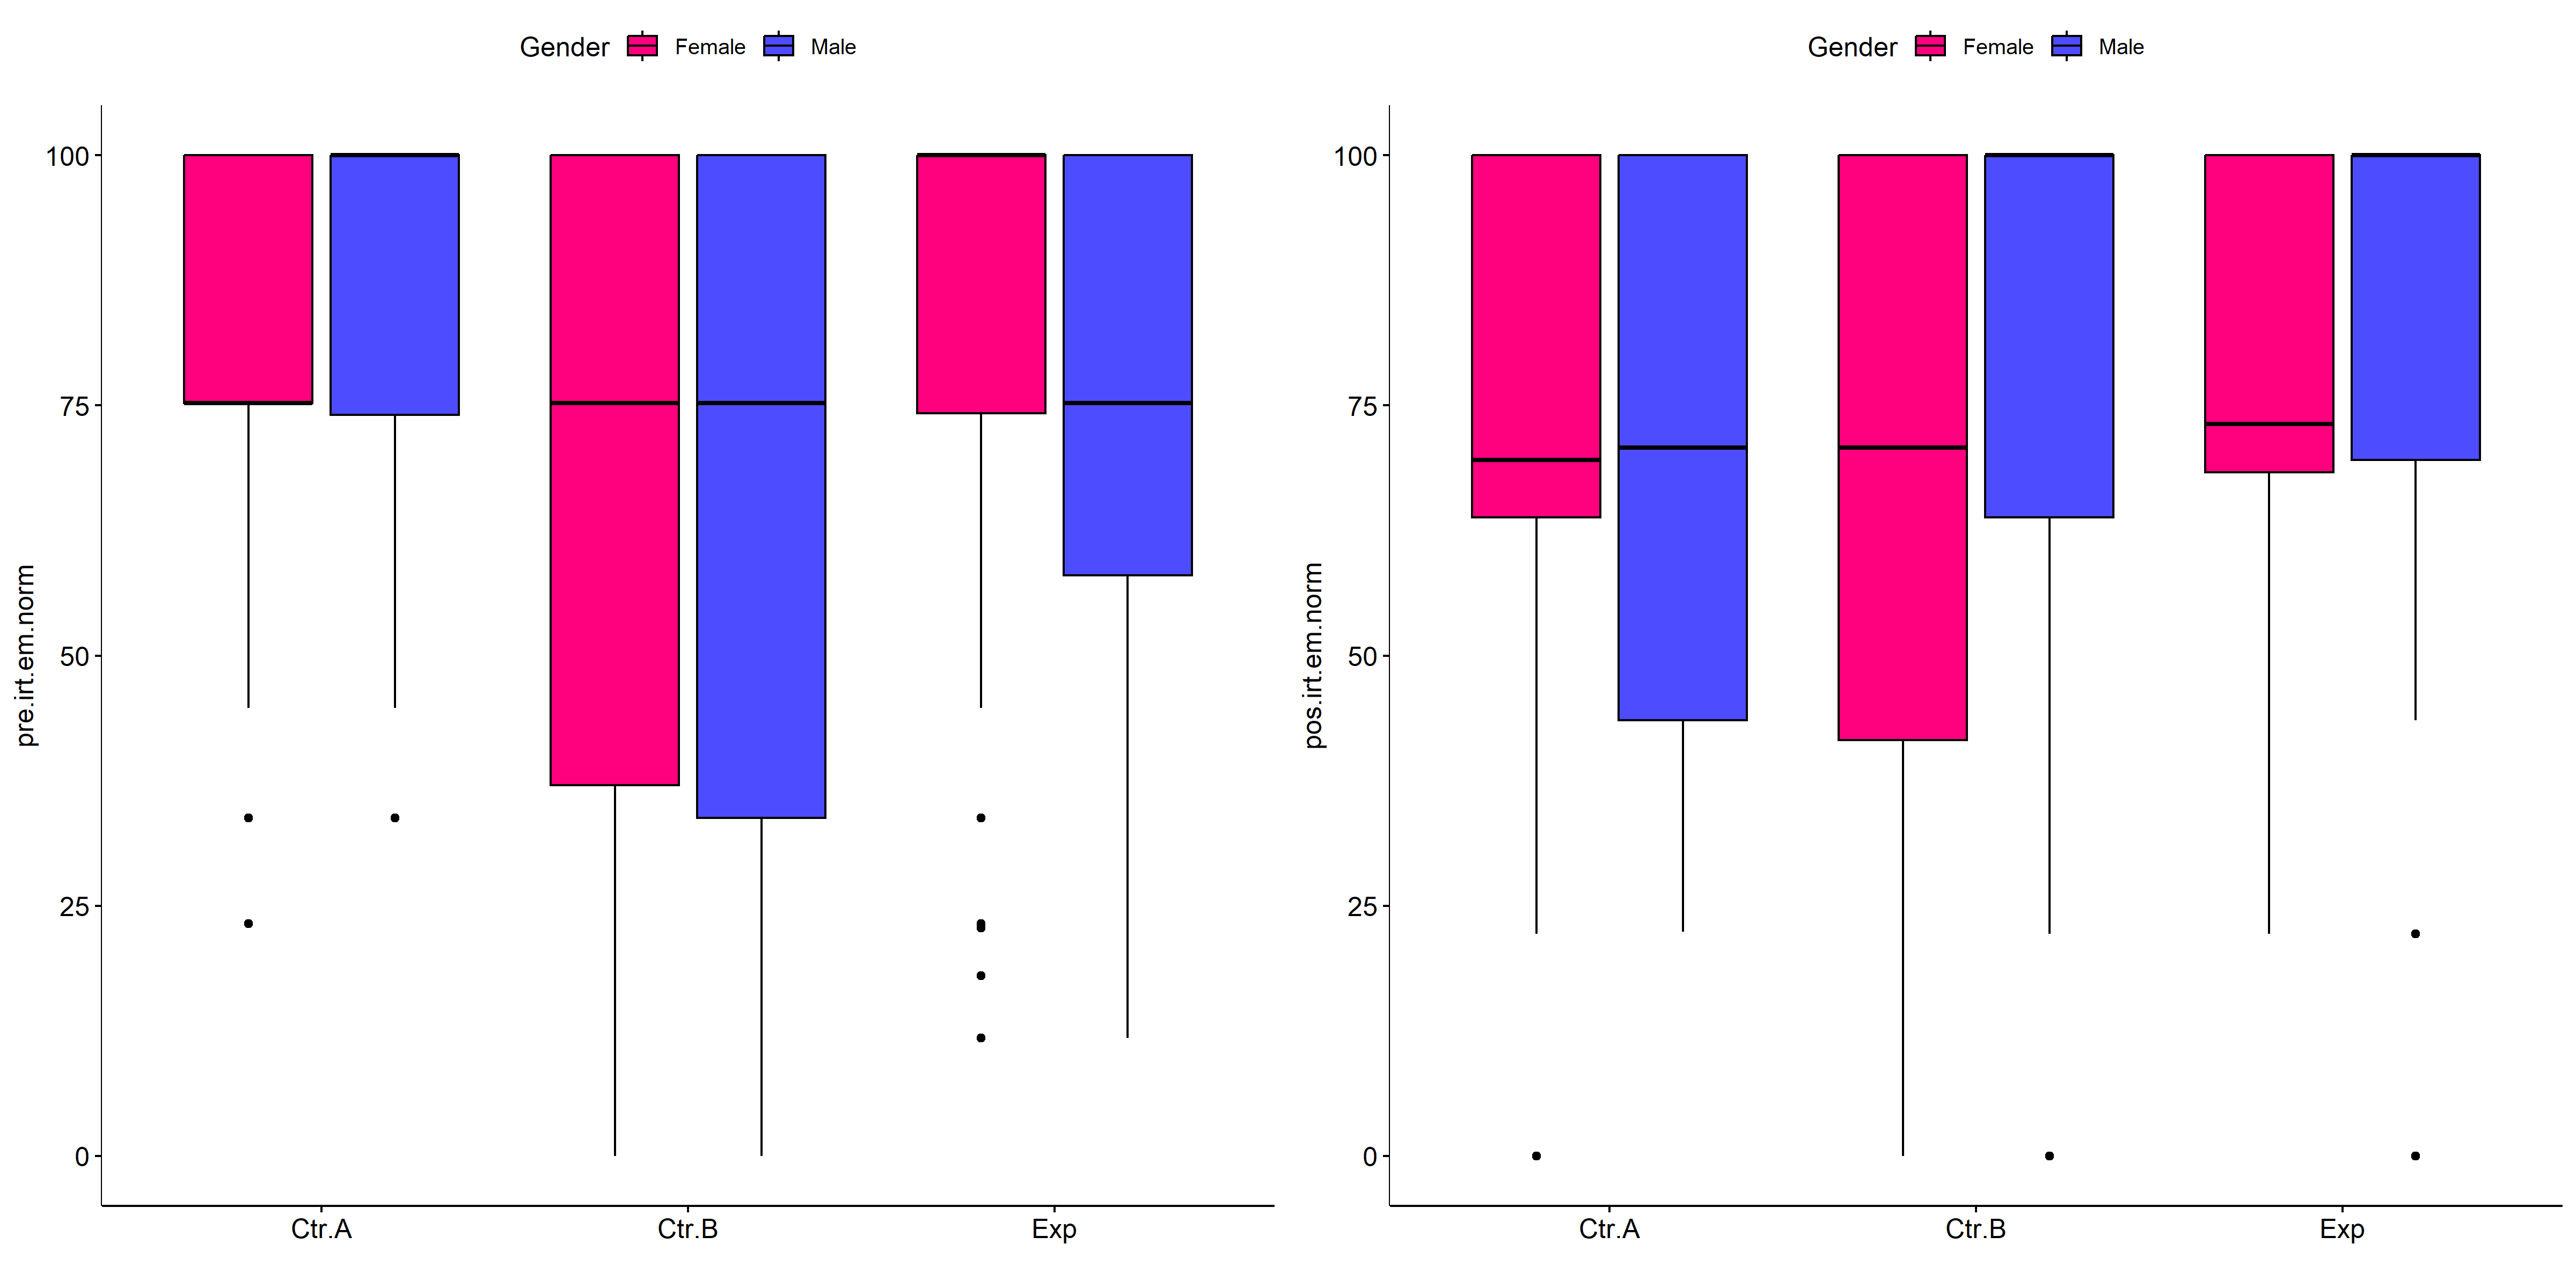 Gender Female Male
100
75
50
25
0
pre.irt.em.norm
Ctr.A Ctr.B Exp
Gender Female Male
100
75
50
25
0
pos.irt.em.norm
Ctr.A Ctr.B Exp